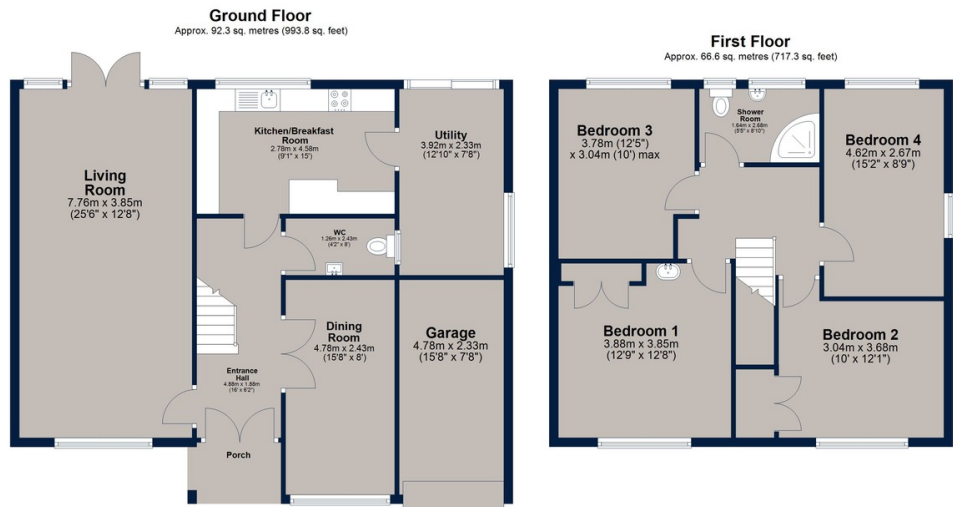 Ground Floor
Approx. 92.3 sq. metres (993.8 sq. feet)
Living
Room
7.76m x 3.85m
(25'6" x 12'8")
Kitchen/Breakfast
Room
2.78m x 4.58m
(9'1" x 15')
Utility
3.92m x 2.33m
(12'10" x 7'8")
WC
1.26m x 2.43m
(4'2" x 8')
Dining
Room
4.78m x 2.43m
(15'8" x 8')
Garage
4.78m x 2.33m
(15'8" x 7'8")
Entrance
Hall
4.88m x 1.88m
(16' x 6'2")
Porch
First Floor
Approx. 66.6 sq. metres (717.3 sq. feet)
Bedroom 3
3.78m (12'5")
x 3.04m (10') max
Shower
Room
1.64m x 2.68m
(5'5" x 8'10")
Bedroom 4
4.62m x 2.67m
(15'2" x 8'9")
Bedroom 1
3.88m x 3.85m
(12'9" x 12'8")
Bedroom 2
3.04m x 3.68m
(10' x 12'1")